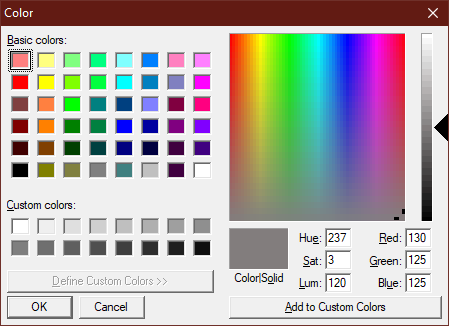 Color
Basic colors:
Custom colors:
Define Custom Colors >>
OK Cancel
Color|Solid
Hue: 237 Red: 130
Sat: 3 Green: 125
Lum: 120 Blue: 125
Add to Custom Colors